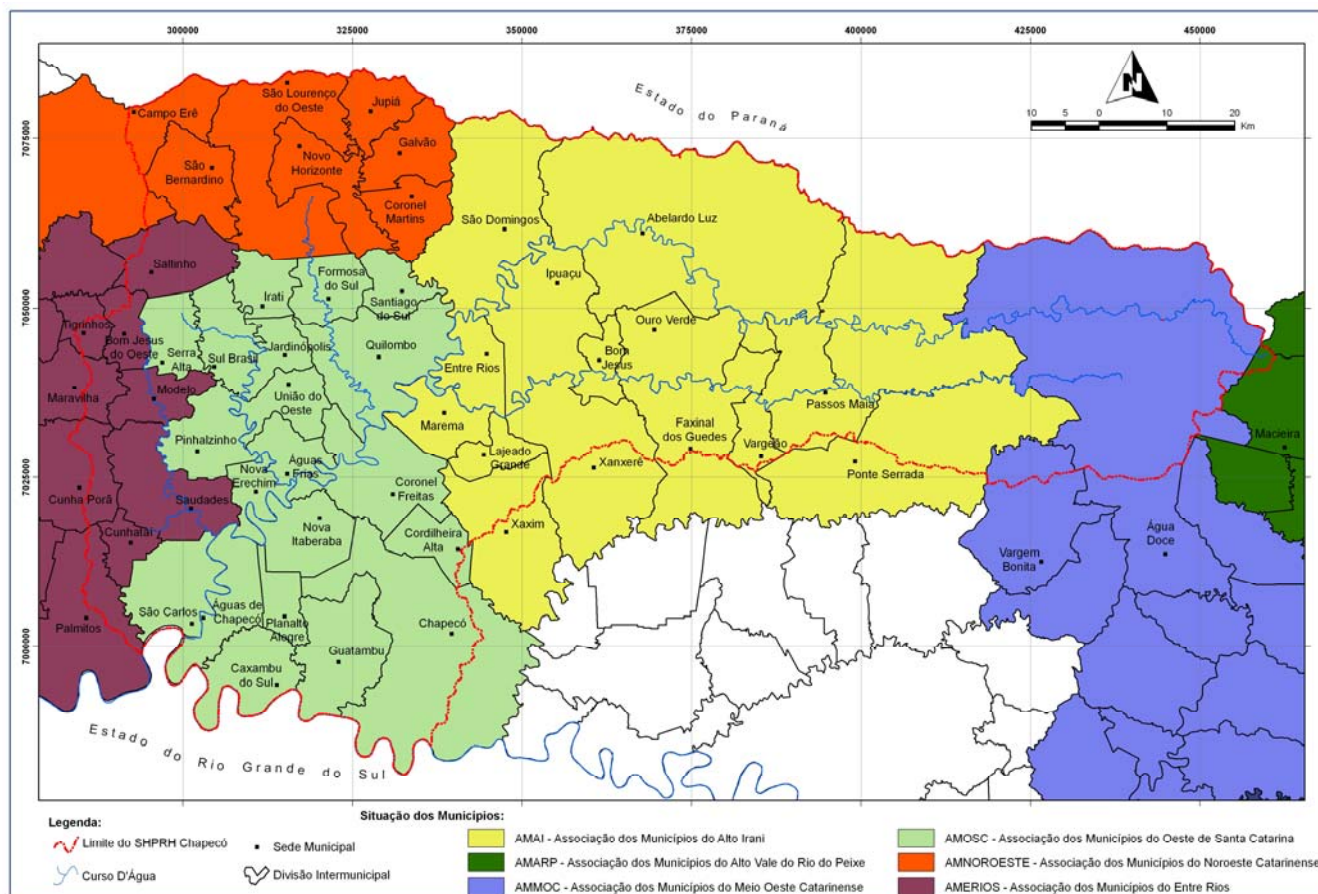 300000 325000 350000 375000 400000 425000 450000
7075000
7050000
7025000
7000000
Estado do Paraná
N
10 5 0 10 20
Km
Campo Erê
São Lourenço
do Oeste
Jupiá
São
Bernardino
Novo
Horizonte
Galvão
Coronel
Martins
São Domingos
Abelardo Luz
Saltinho
Formosa
do Sul
Ipuaçu
Irati
Santiago
do Sul
Tigrinhos
Bom Jesus
do Oeste
Serra
Alta
Sul Brasil
Jardinópolis
Quilombo
Entre Rios
Ouro Verde
Bom
Jesus
Maravilha
Modelo
União do
Oeste
Marema
Passos Maia
Pinhalzinho
Lajeado
Grande
Faxinal
dos Guedes
Vargeão
Macieira
Nova
Erechim
Águas
Frias
Xanxerê
Ponte Serrada
Cunha Porã
Saudades
Coronel
Freitas
Cunhataí
Nova
Itaberaba
Cordilheira
Alta
Xaxim
Vargem
Bonita
Água
Doce
São Carlos
Águas de
Chapecó
Planalto
Alegre
Chapecó
Palmitos
Guatambu
Caxambu
do Sul
Estado do Rio Grande do Sul
Legenda:
Limite do SHPRH Chapecó
Sede Municipal
Curso D'Água
Divisão Intermunicipal
Situação dos Municípios:
AMAI - Associação dos Municípios do Alto Irani
AMARP - Associação dos Municípios do Alto Vale do Rio do Peixe
AMMOC - Associação dos Municípios do Meio Oeste Catarinense
AMOSC - Associação dos Municípios do Oeste de Santa Catarina
AMNOROESTE - Associação dos Municípios do Noroeste Catarinense
AMERIOS - Associação dos Municípios do Entre Rios